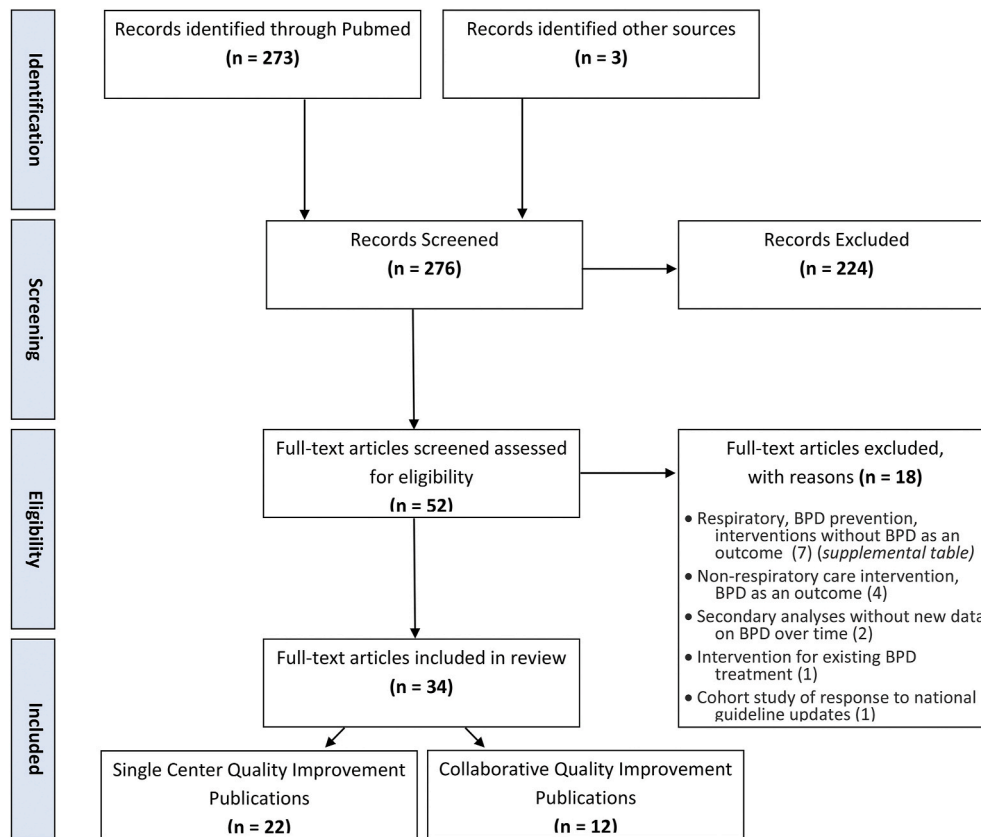 Identification
Records identified through Pubmed
(n = 273)
Records identified other sources
(n = 3)
Screening
Records Screened
(n = 276)
Records Excluded
(n = 224)
Eligibility
Full-text articles screened assessed
for eligibility
(n = 52)
Full-text articles excluded,
with reasons (n = 18)
• Respiratory, BPD prevention,
interventions without BPD as an
outcome (7) (supplemental table)
• Non-respiratory care intervention,
BPD as an outcome (4)
• Secondary analyses without new data
on BPD over time (2)
• Intervention for existing BPD
treatment (1)
• Cohort study of response to national
guideline updates (1)
Included
Full-text articles included in review
(n = 34)
Single Center Quality Improvement
Publications
(n = 22)
Collaborative Quality Improvement
Publications
(n = 12)